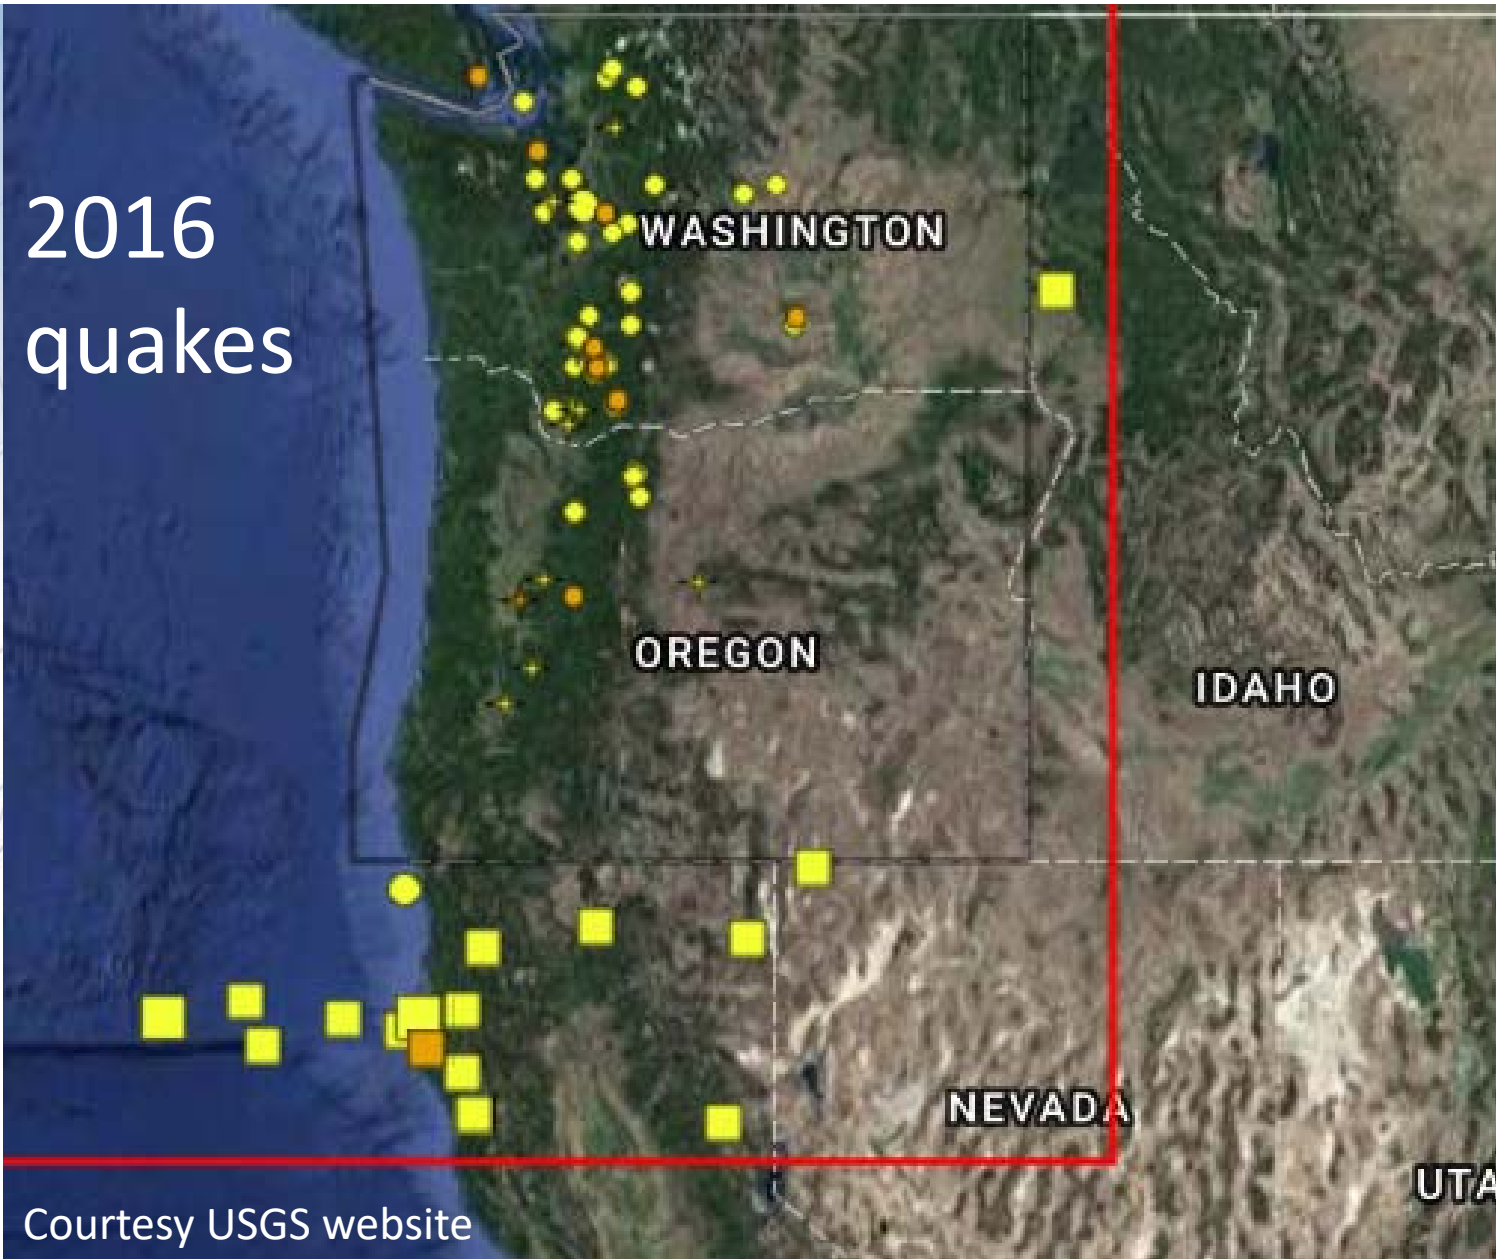 2016
quakes
WASHINGTON
OREGON
IDAHO
NEVADA
UTA
Courtesy USGS website